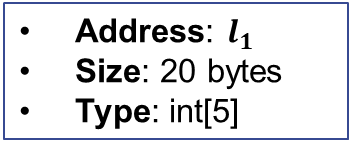 • Address: l₁
• Size: 20 bytes
• Type: int[5]